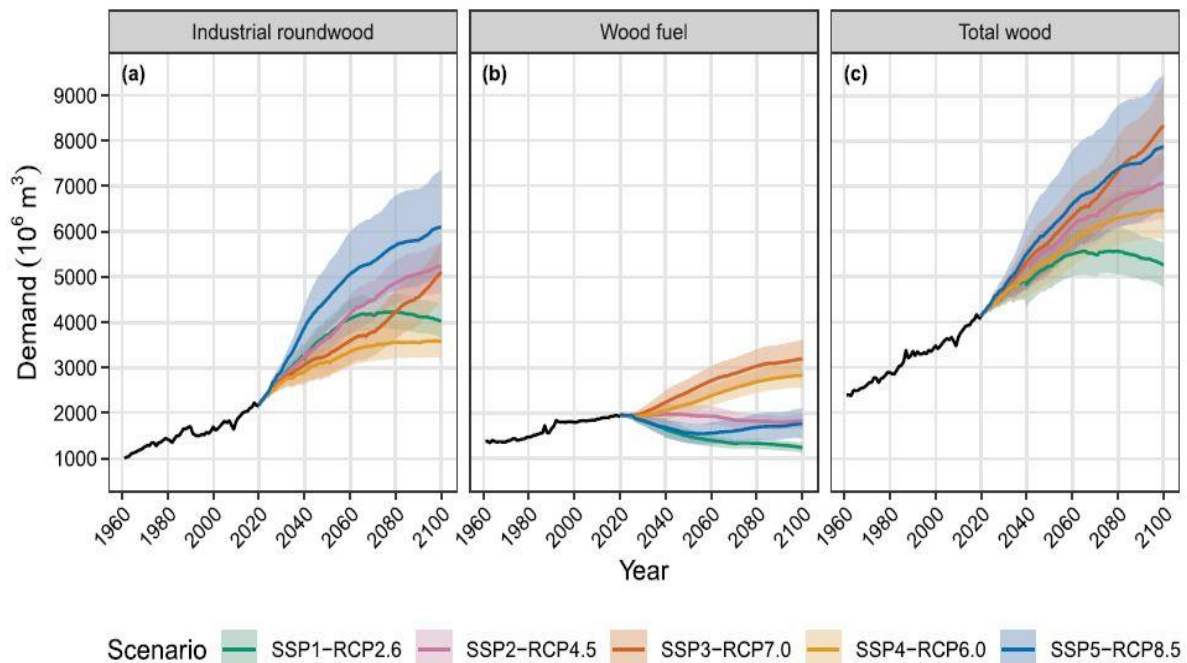 Industrial roundwood
Wood fuel
Total wood
(a)
(b)
(c)
9000
8000
7000
6000
5000
4000
3000
2000
1000
Demand (10⁶ m³)
1960 1980 2000 2020 2040 2060 2080 2100
1960 1980 2000 2020 2040 2060 2080 2100
1960 1980 2000 2020 2040 2060 2080 2100
Year
Scenario SSP1−RCP2.6 SSP2−RCP4.5 SSP3−RCP7.0 SSP4−RCP6.0 SSP5−RCP8.5